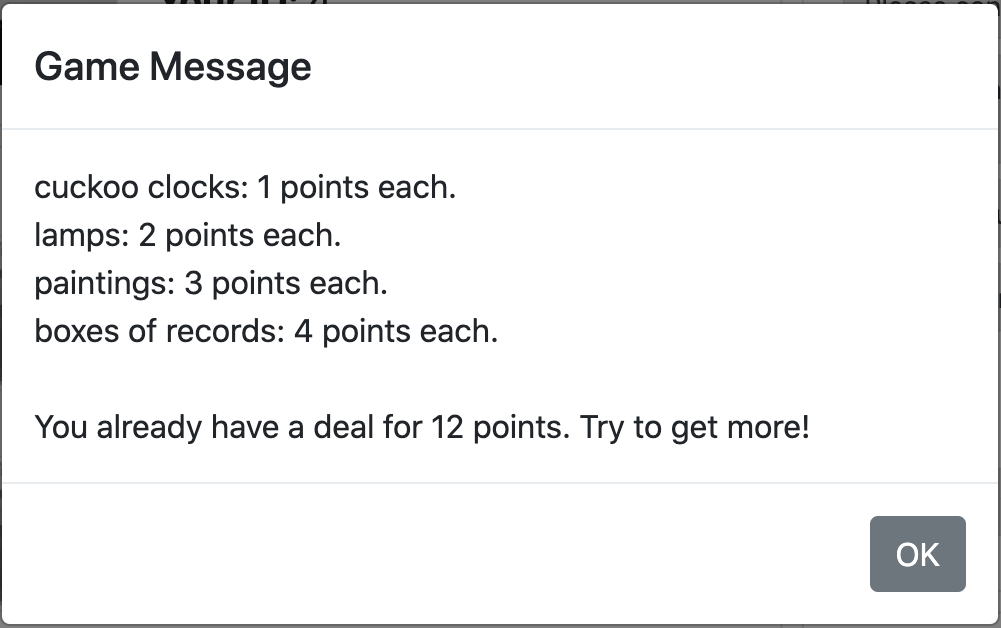 Game Message
cuckoo clocks: 1 points each.
lamps: 2 points each.
paintings: 3 points each.
boxes of records: 4 points each.
You already have a deal for 12 points. Try to get more!
OK